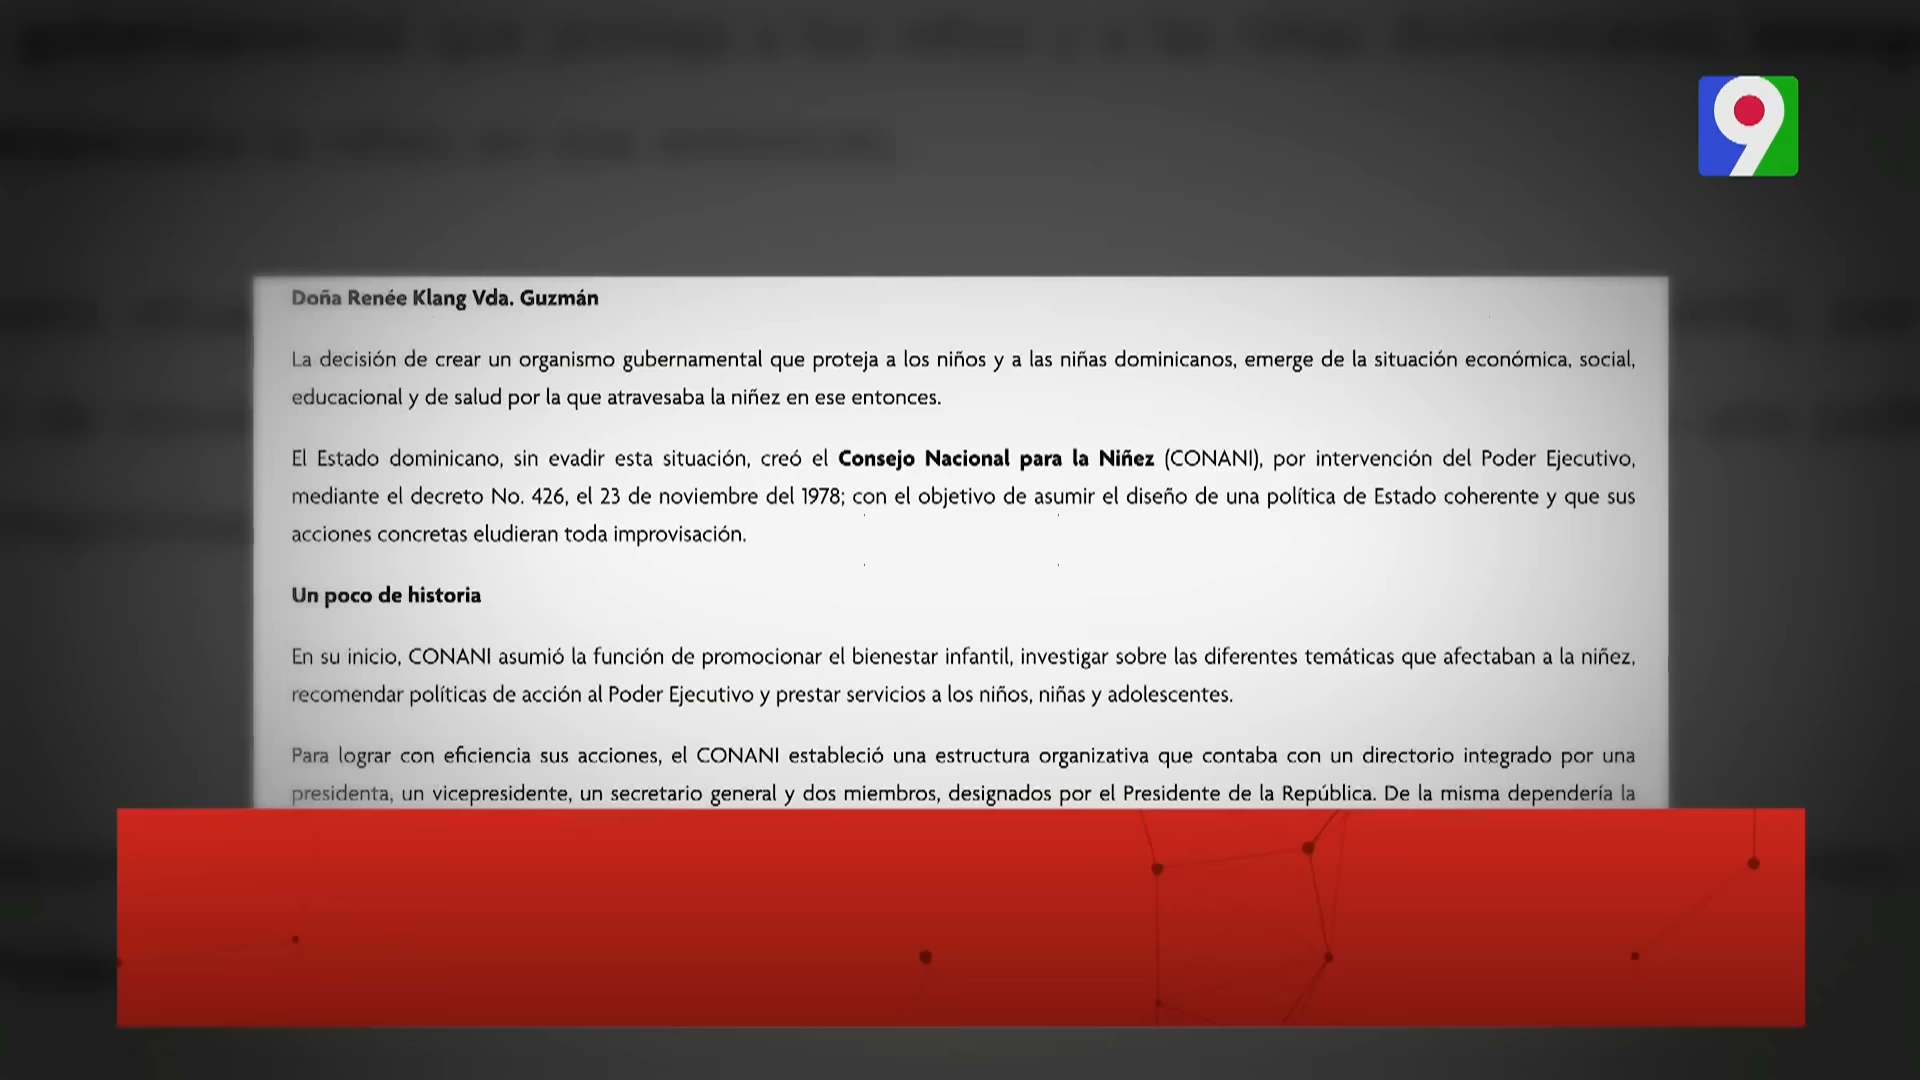 9
Doña Renée Klang Vda. Guzmán
La decisión de crear un organismo gubernamental que proteja a los niños y a las niñas dominicanos, emerge de la situación económica, social,
educacional y de salud por la que atravesaba la niñez en ese entonces.
El Estado dominicano, sin evadir esta situación, creó el Consejo Nacional para la Niñez (CONANI), por intervención del Poder Ejecutivo,
mediante el decreto No. 426, el 23 de noviembre del 1978; con el objetivo de asumir el diseño de una política de Estado coherente y que sus
acciones concretas eludieran toda improvisación.
Un poco de historia
En su inicio, CONANI asumió la función de promocionar el bienestar infantil, investigar sobre las diferentes temáticas que afectaban a la niñez,
recomendar políticas de acción al Poder Ejecutivo y prestar servicios a los niños, niñas y adolescentes.
Para lograr con eficiencia sus acciones, el CONANI estableció una estructura organizativa que contaba con un directorio integrado por una
presidenta, un vicepresidente, un secretario general y dos miembros, designados por el Presidente de la República. De la misma dependería la